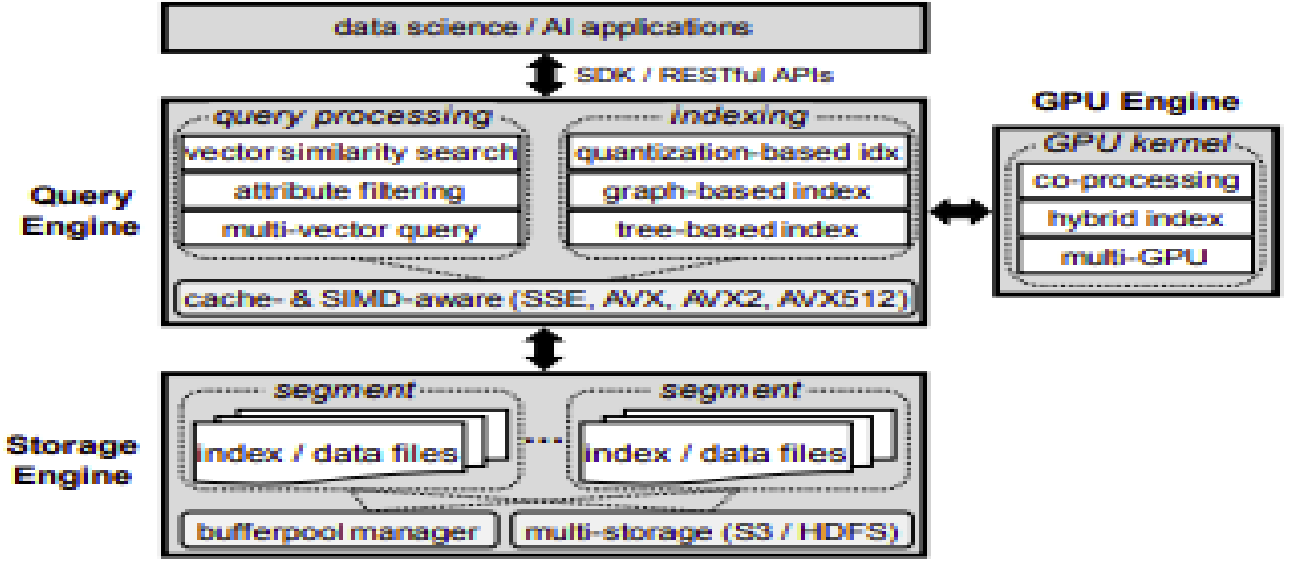 data science / AI applications
SDK / RESTful APIs
GPU Engine
Query
Engine
query processing
vector similarity search
attribute filtering
multi-vector query
indexing
quantization-based idx
graph-based index
tree-based index
cache- & SIMD-aware (SSE, AVX, AVX2, AVX512)
GPU kernel
co-processing
hybrid index
multi-GPU
Storage
Engine
segment
index / data files
...
segment
index / data files
bufferpool manager
multi-storage (S3 / HDFS)